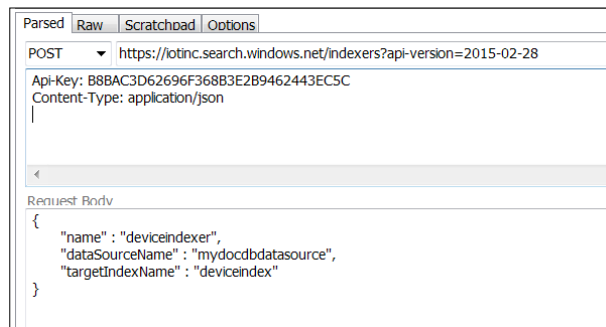 Parsed Raw Scratchpad Options
POST https://iotinc.search.windows.net/indexers?api-version=2015-02-28
Api-Key: B8BAC3D62696F368B3E2B9462443EC5C
Content-Type: application/json
Request Body
{
"name" : "deviceindexer",
"dataSourceName" : "mydocdbdatasource",
"targetIndexName" : "deviceindex"
}